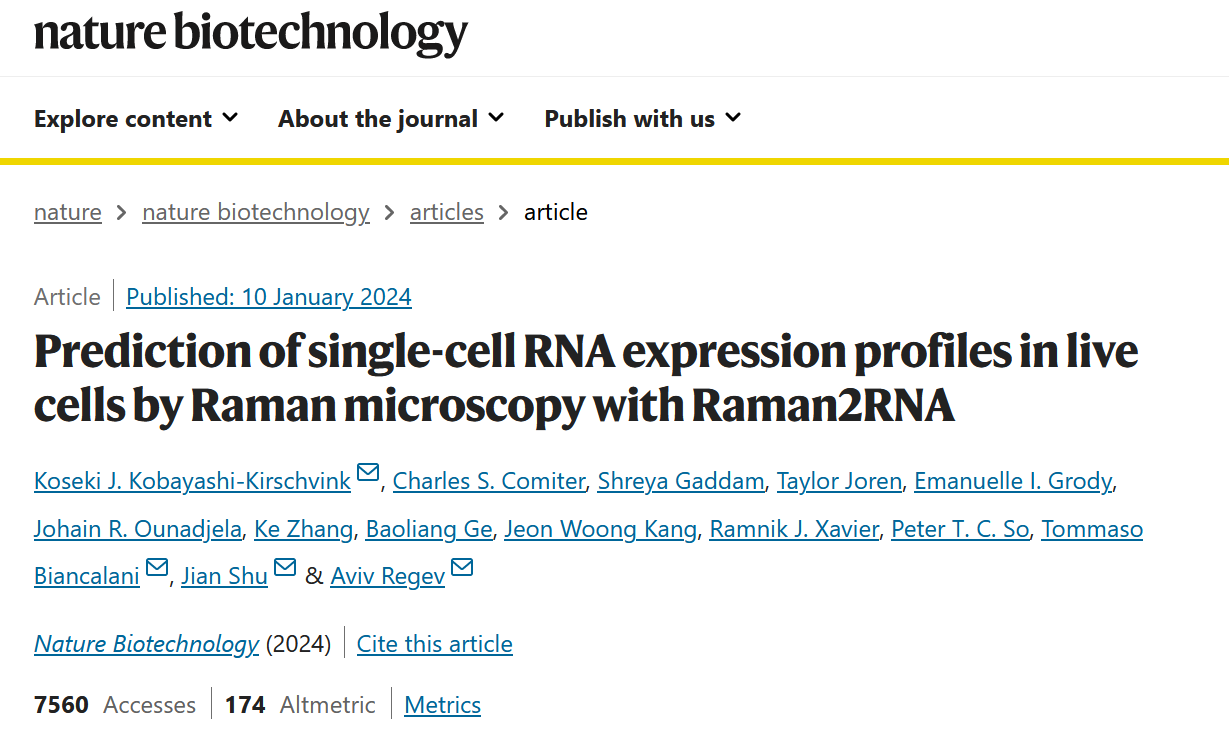 nature biotechnology
Explore content About the journal Publish with us
nature > nature biotechnology > articles > article
Article Published: 10 January 2024
Prediction of single-cell RNA expression profiles in live
cells by Raman microscopy with Raman2RNA
Koseki J. Kobayashi-Kirschvink, Charles S. Comiter, Shreya Gaddam, Taylor Joren, Emanuelle I. Grody,
Johain R. Ounadjela, Ke Zhang, Baoliang Ge, Jeon Woong Kang, Ramnik J. Xavier, Peter T. C. So, Tommaso
Biancalani, Jian Shu & Aviv Regev
Nature Biotechnology (2024) Cite this article
7560 Accesses 174 Altmetric Metrics